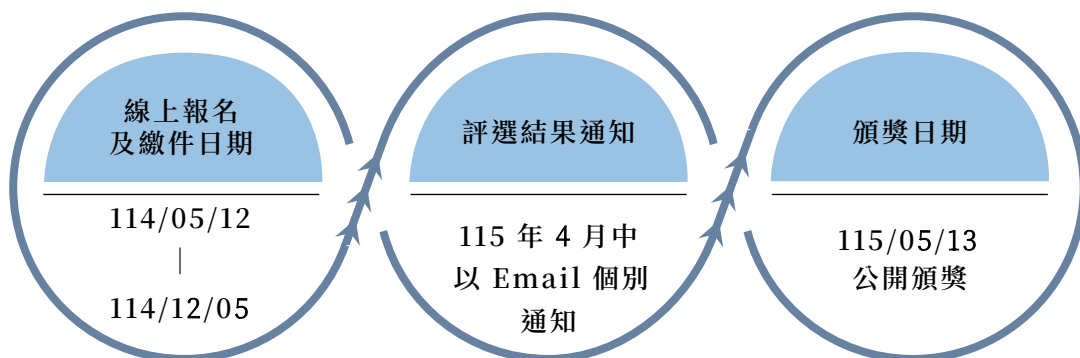 線上報名
及繳件日期
114/05/12
|
114/12/05
評選結果通知
115 年 4 月中
以 Email 個別
通知
頒獎日期
115/05/13
公開頒獎